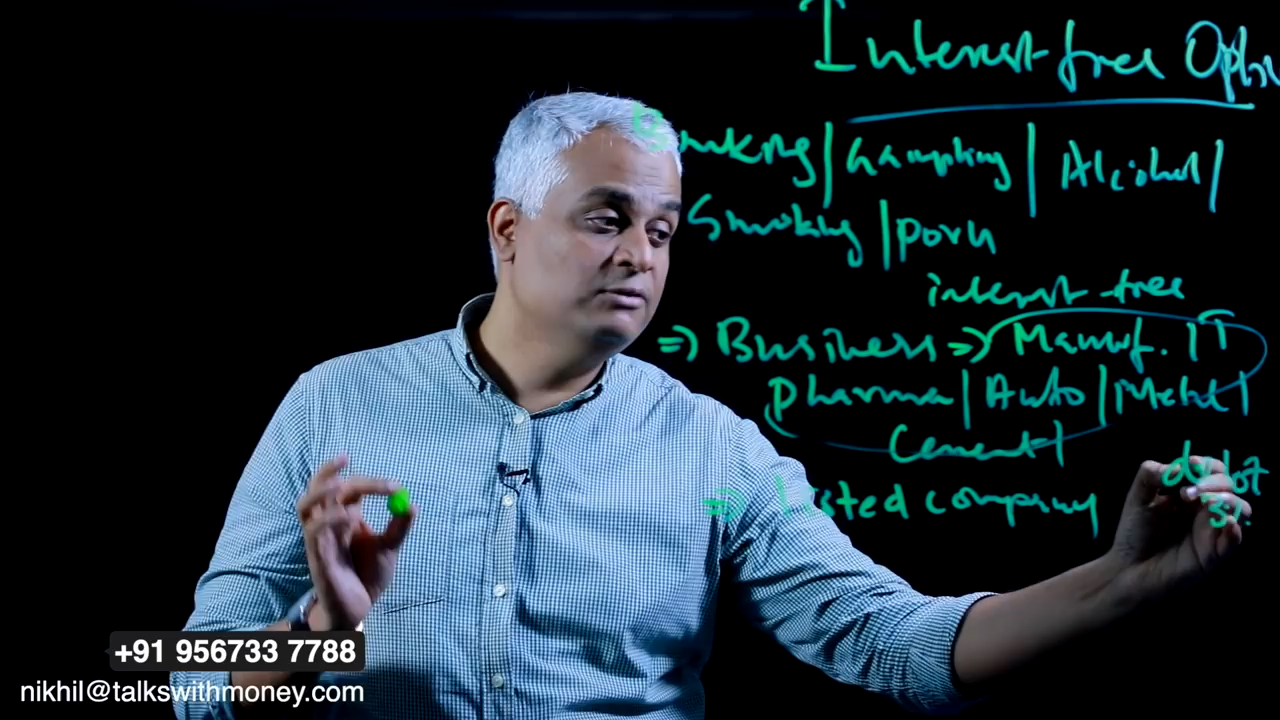 Interest-free Optio
Banking | Gampling | Alcohol |
Smoking | porn
interest-free
⇒ Business ⇒ Manuf. IT
Pharma | Auto | Metal |
Cement |
⇒ Listed company debt
3%.
+91 956733 7788
nikhil@talkswithmoney.com